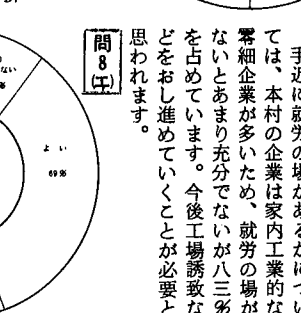 手近に就労の場があるかについ
ては、本村の企業は家内工業的な
零細企業が多いため、就労の場が
ないとあまり充分でないが八三%
を占めています。今後工場誘致な
どをおし進めていくことが必要と
思われます。
問8(エ)
ない
よい
69%